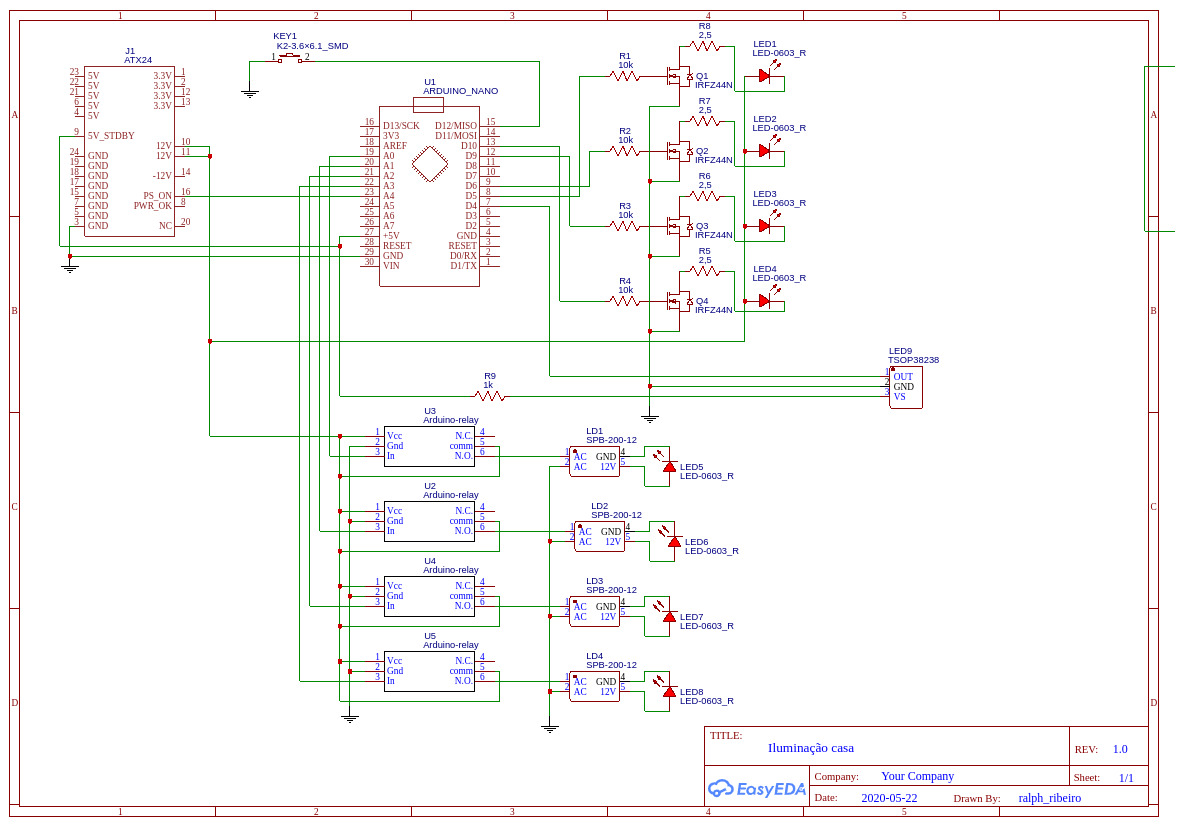 1 2 3 4 5
A
B
C
D
A
B
C
D
J1
ATX24
23 5V 3.3V 1
22 5V 3.3V 2
21 5V 3.3V 12
6 5V 3.3V 13
4 5V
9 5V_STDBY
12V 10
24 GND 12V 11
19 GND
18 GND -12V 14
17 GND
15 GND PS_ON 16
7 GND PWR_OK 8
5 GND
3 GND NC 20
KEY1
K2-3.6×6.1_SMD
1 2
U1
ARDUINO_NANO
16 D13/SCK D12/MISO 15
17 3V3 D11/MOSI 14
18 AREF D10 13
19 A0 D9 12
20 A1 D8 11
21 A2 D7 10
22 A3 D6 9
23 A4 D5 8
24 A5 D4 7
25 A6 D3 6
26 A7 D2 5
27 +5V GND 4
28 RESET RESET 3
29 GND D0/RX 2
30 VIN D1/TX 1
R8
2,5
R1
10k
Q1
IRFZ44N
LED1
LED-0603_R
R7
2,5
R2
10k
Q2
IRFZ44N
LED2
LED-0603_R
R6
2,5
R3
10k
Q3
IRFZ44N
LED3
LED-0603_R
R5
2,5
R4
10k
Q4
IRFZ44N
LED4
LED-0603_R
LED9
TSOP38238
1 OUT
2 GND
3 VS
R9
1k
U3
Arduino-relay
1 Vcc N.C. 4
2 Gnd comm 5
3 In N.O. 6
LD1
SPB-200-12
1 AC GND 4
2 AC 12V 5
LED5
LED-0603_R
U2
Arduino-relay
1 Vcc N.C. 4
2 Gnd comm 5
3 In N.O. 6
LD2
SPB-200-12
1 AC GND 4
2 AC 12V 5
LED6
LED-0603_R
U4
Arduino-relay
1 Vcc N.C. 4
2 Gnd comm 5
3 In N.O. 6
LD3
SPB-200-12
1 AC GND 4
2 AC 12V 5
LED7
LED-0603_R
U5
Arduino-relay
1 Vcc N.C. 4
2 Gnd comm 5
3 In N.O. 6
LD4
SPB-200-12
1 AC GND 4
2 AC 12V 5
LED8
LED-0603_R
TITLE:
Iluminação casa
REV: 1.0
EasyEDA
Company: Your Company
Sheet: 1/1
Date: 2020-05-22 Drawn By: ralph_ribeiro
1 2 3 4 5